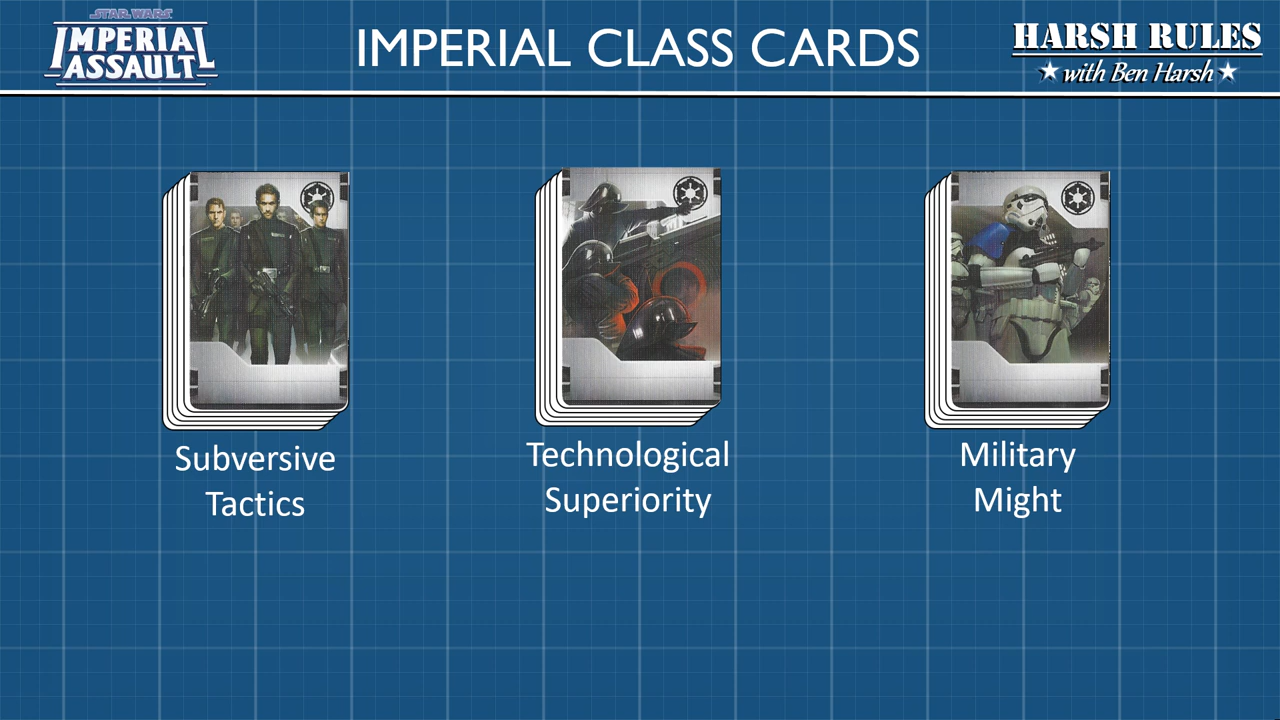 STAR WARS
IMPERIAL
ASSAULT
IMPERIAL CLASS CARDS
HARSH RULES
with Ben Harsh
Subversive
Tactics
Technological
Superiority
Military
Might